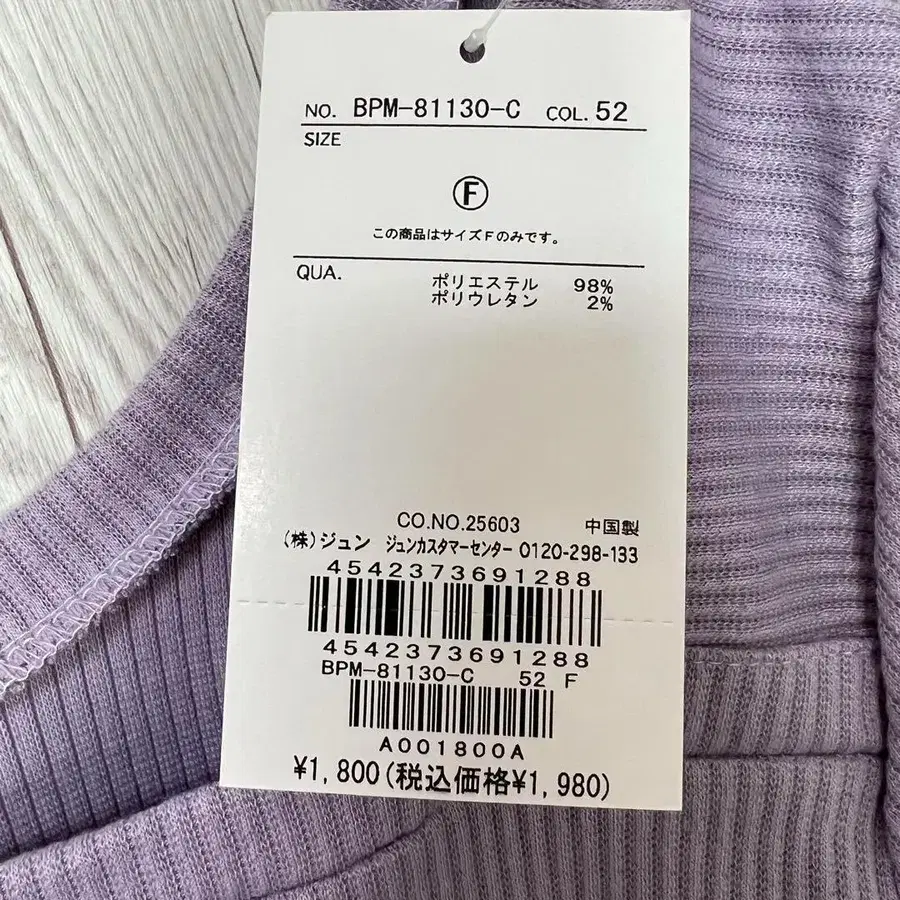 NO. BPM-81130-C COL. 52
SIZE
Ⓕ
この商品はサイズFのみです。
QUA. ポリエステル 98%
ポリウレタン 2%
CO.NO.25603 中国製
(株)ジュン ジュンカスタマーセンター 0120-298-133
4542373691288
4542373691288
BPM-81130-C 52 F
A001800A
¥1,800(税込価格¥1,980)